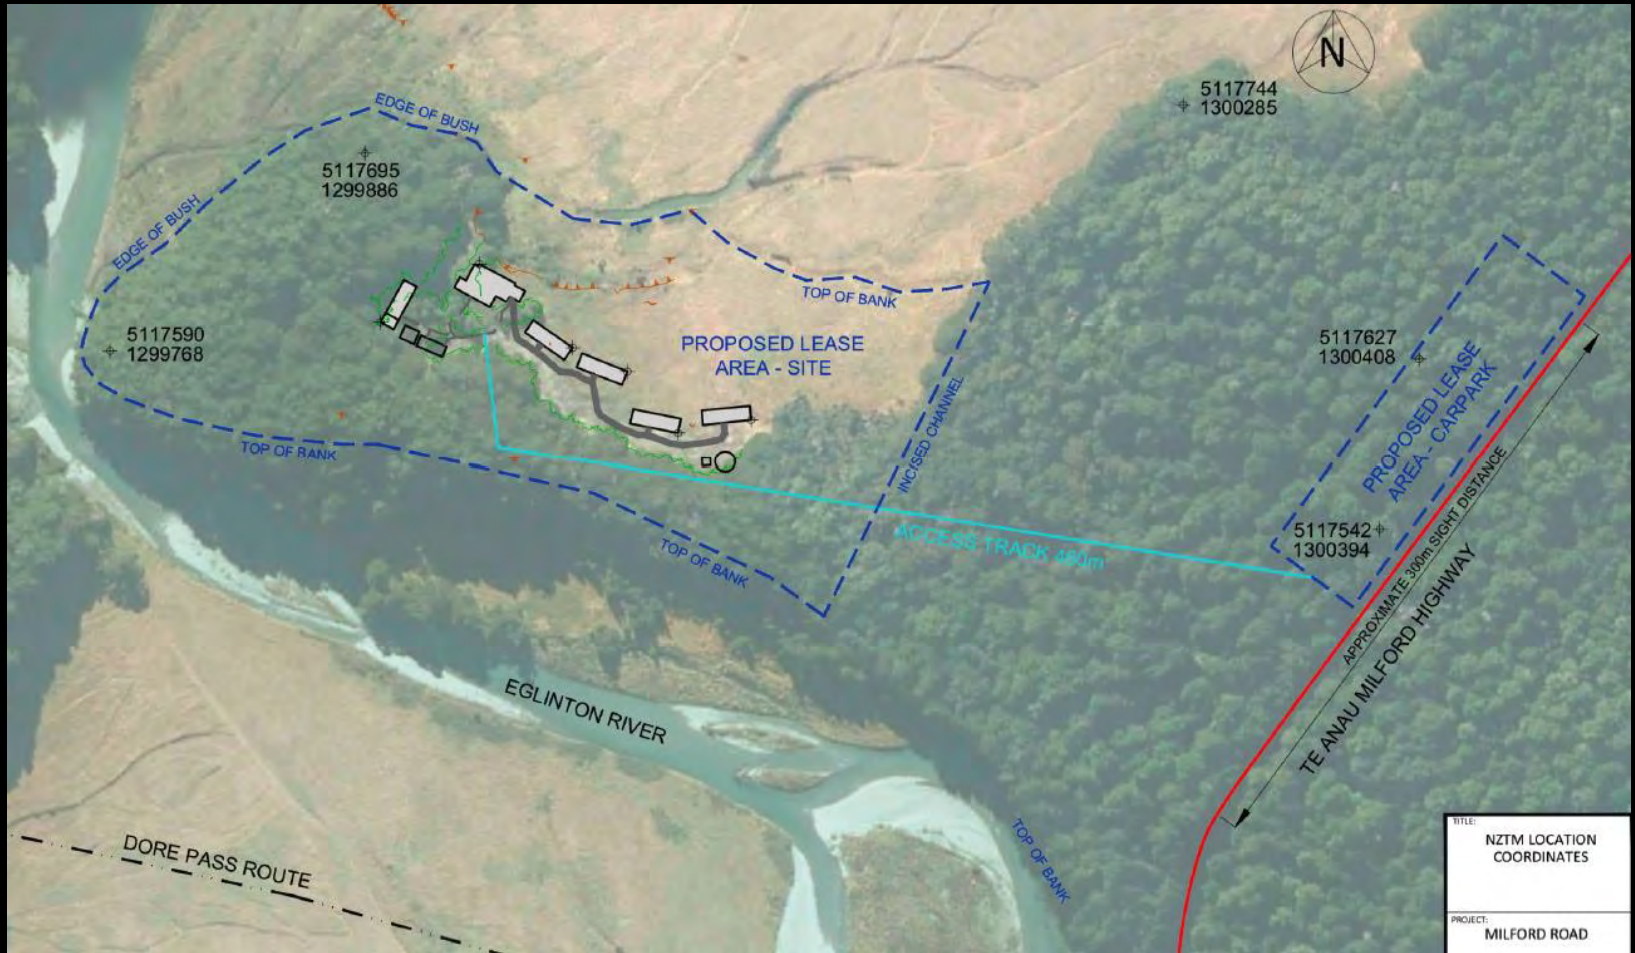 N
5117744
1300285
EDGE OF BUSH
5117695
1299886
EDGE OF BUSH
TOP OF BANK
5117590
1299768
PROPOSED LEASE
AREA - SITE
5117627
1300408
PROPOSED LEASE
AREA - CARPARK
INCISED CHANNEL
TOP OF BANK
5117542
1300394
ACCESS TRACK 460m
TOP OF BANK
APPROXIMATE 300m SIGHT DISTANCE
TE ANAU MILFORD HIGHWAY
EGLINTON RIVER
TOP OF BANK
DORE PASS ROUTE
TITLE:
NZTM LOCATION
COORDINATES
PROJECT:
MILFORD ROAD